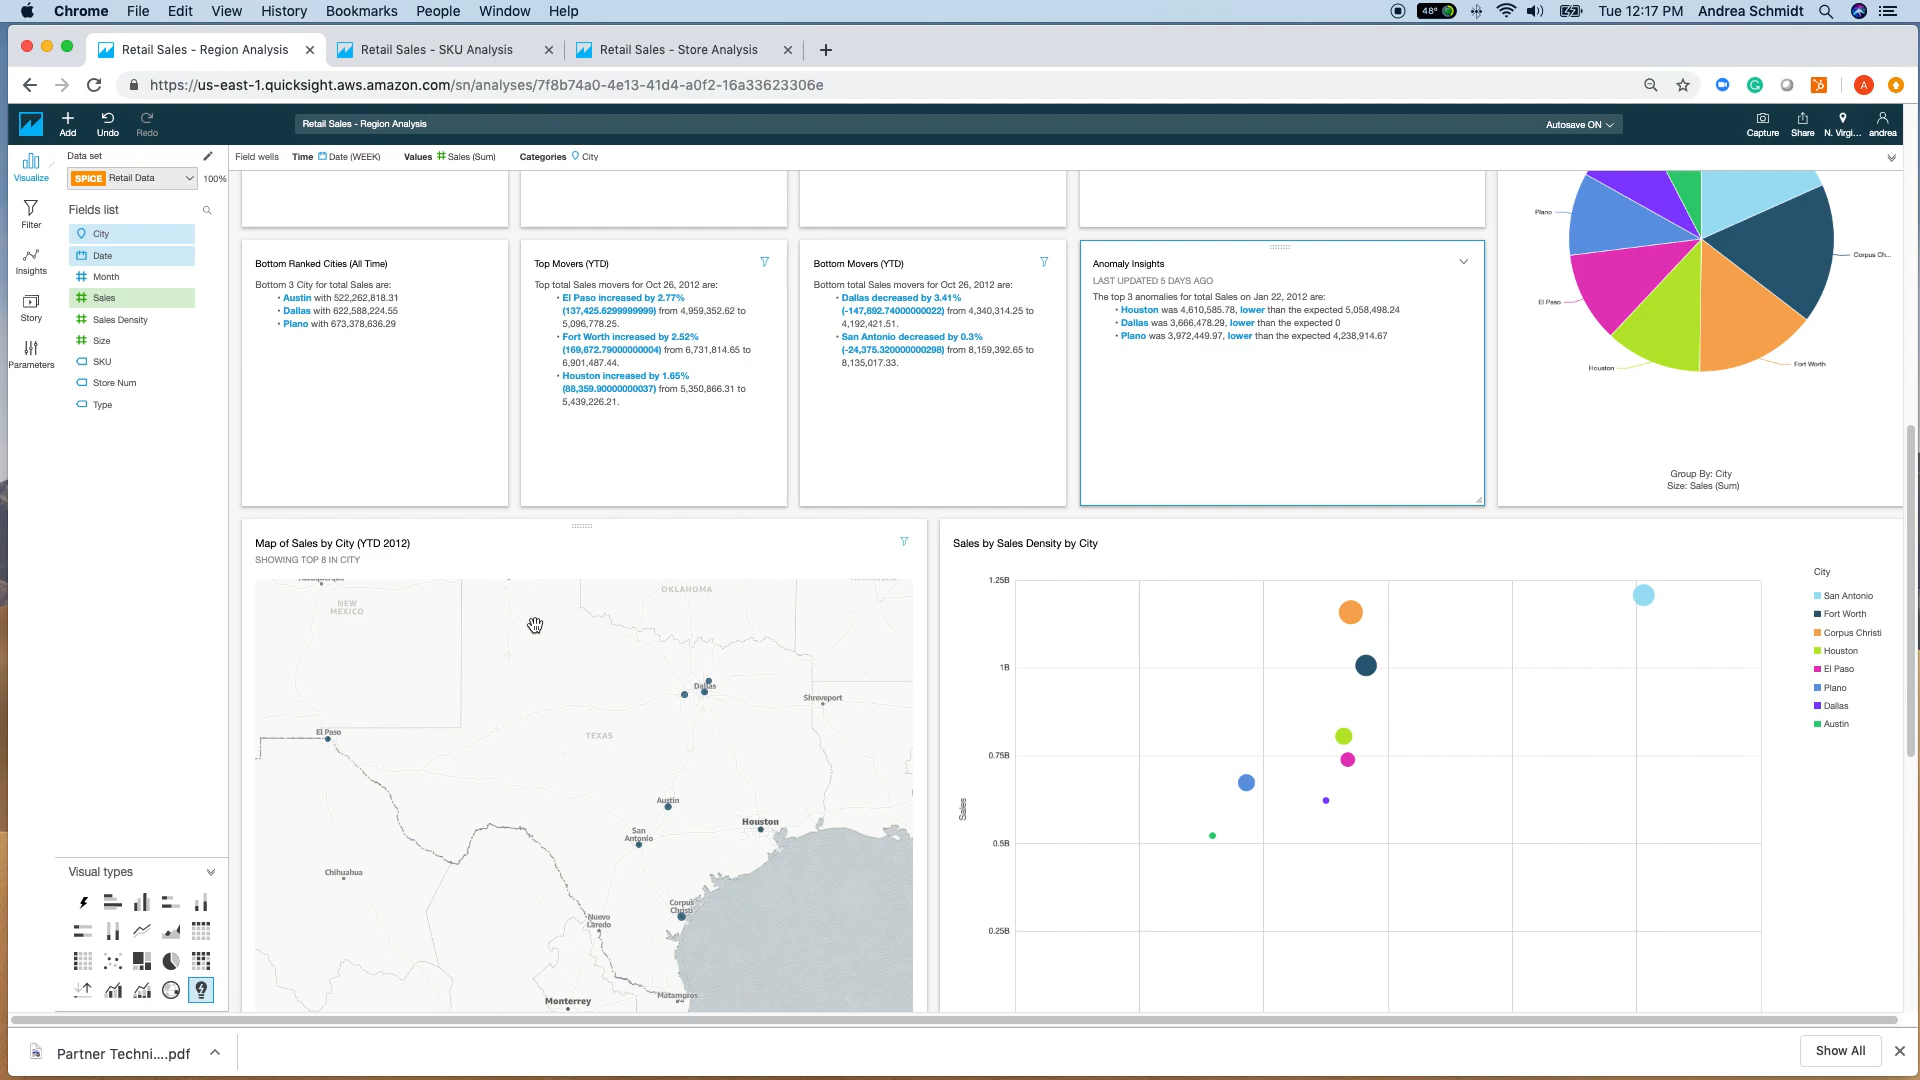 Chrome File Edit View History Bookmarks People Window Help
48° Tue 12:17 PM Andrea Schmidt
Retail Sales - Region Analysis
Retail Sales - SKU Analysis
Retail Sales - Store Analysis
https://us-east-1.quicksight.aws.amazon.com/sn/analyses/7f8b74a0-4e13-41d4-a0f2-16a33623306e
A
Add
Undo
Redo
Retail Sales - Region Analysis
Autosave ON
Capture
Share
N. Virgi...
andrea
Visualize
Filter
Insights
Story
Parameters
Data set
SPICE Retail Data
100%
Fields list
City
Date
Month
Sales
Sales Density
Size
SKU
Store Num
Type
Visual types
Field wells Time Date (WEEK) Values Sales (Sum) Categories City
Bottom Ranked Cities (All Time)
Bottom 3 City for total Sales are:
• Austin with 522,262,818.31
• Dallas with 622,588,224.55
• Plano with 673,378,636.29
Top Movers (YTD)
Top total Sales movers for Oct 26, 2012 are:
• El Paso increased by 2.77%
(137,425.6299999999) from 4,959,352.62 to
5,096,778.25.
• Fort Worth increased by 2.52%
(169,672.79000000004) from 6,731,814.65 to
6,901,487.44.
• Houston increased by 1.65%
(88,359.90000000037) from 5,350,866.31 to
5,439,226.21.
Bottom Movers (YTD)
Bottom total Sales movers for Oct 26, 2012 are:
• Dallas decreased by 3.41%
(-147,892.74000000022) from 4,340,314.25 to
4,192,421.51.
• San Antonio decreased by 0.3%
(-24,375.320000000298) from 8,159,392.65 to
8,135,017.33.
Anomaly Insights
LAST UPDATED 5 DAYS AGO
The top 3 anomalies for total Sales on Jan 22, 2012 are:
• Houston was 4,610,585.78, lower than the expected 5,058,498.24
• Dallas was 3,666,478.29, lower than the expected 0
• Plano was 3,972,449.97, lower than the expected 4,238,914.67
Plano
Corpus Ch...
El Paso
Houston
Fort Worth
Group By: City
Size: Sales (Sum)
Map of Sales by City (YTD 2012)
SHOWING TOP 8 IN CITY
NEW
MEXICO
OKLAHOMA
Dallas
Shreveport
El Paso
TEXAS
Austin
San
Antonio
Houston
Chihuahua
Corpus
Christi
Nuevo
Laredo
Matamoros
Monterrey
Sales by Sales Density by City
1.25B
1B
0.75B
0.5B
0.25B
Sales
City
San Antonio
Fort Worth
Corpus Christi
Houston
El Paso
Plano
Dallas
Austin
Partner Techni....pdf
Show All